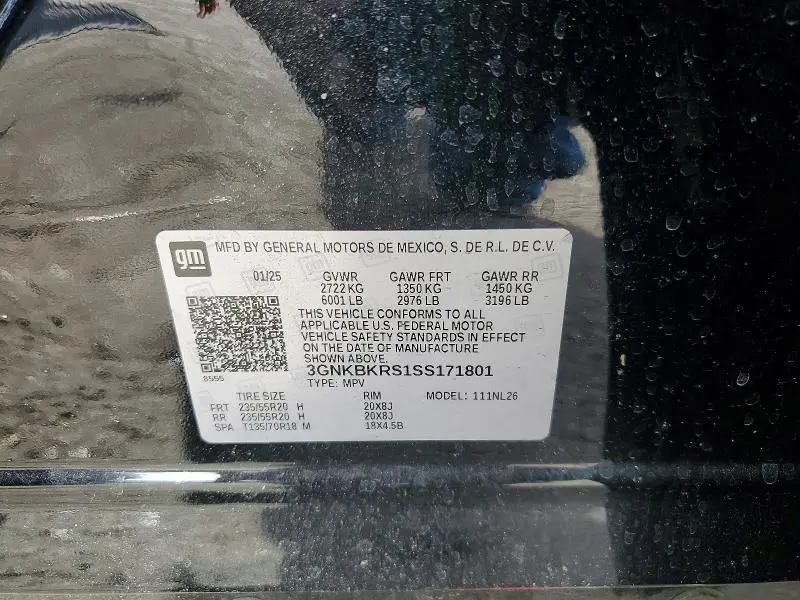 gm MFD BY GENERAL MOTORS DE MEXICO, S. DE R.L. DE C.V.
01/25 GVWR GAWR FRT GAWR RR
2722 KG 1350 KG 1450 KG
6001 LB 2976 LB 3196 LB
THIS VEHICLE CONFORMS TO ALL
APPLICABLE U.S. FEDERAL MOTOR
VEHICLE SAFETY STANDARDS IN EFFECT
ON THE DATE OF MANUFACTURE
SHOWN ABOVE.
3GNKBKRS1SS171801
8555 TYPE: MPV
TIRE SIZE RIM MODEL: 111NL26
FRT 235/55R20 H 20X8J
RR 235/55R20 H 20X8J
SPA T135/70R18 M 18X4.5B